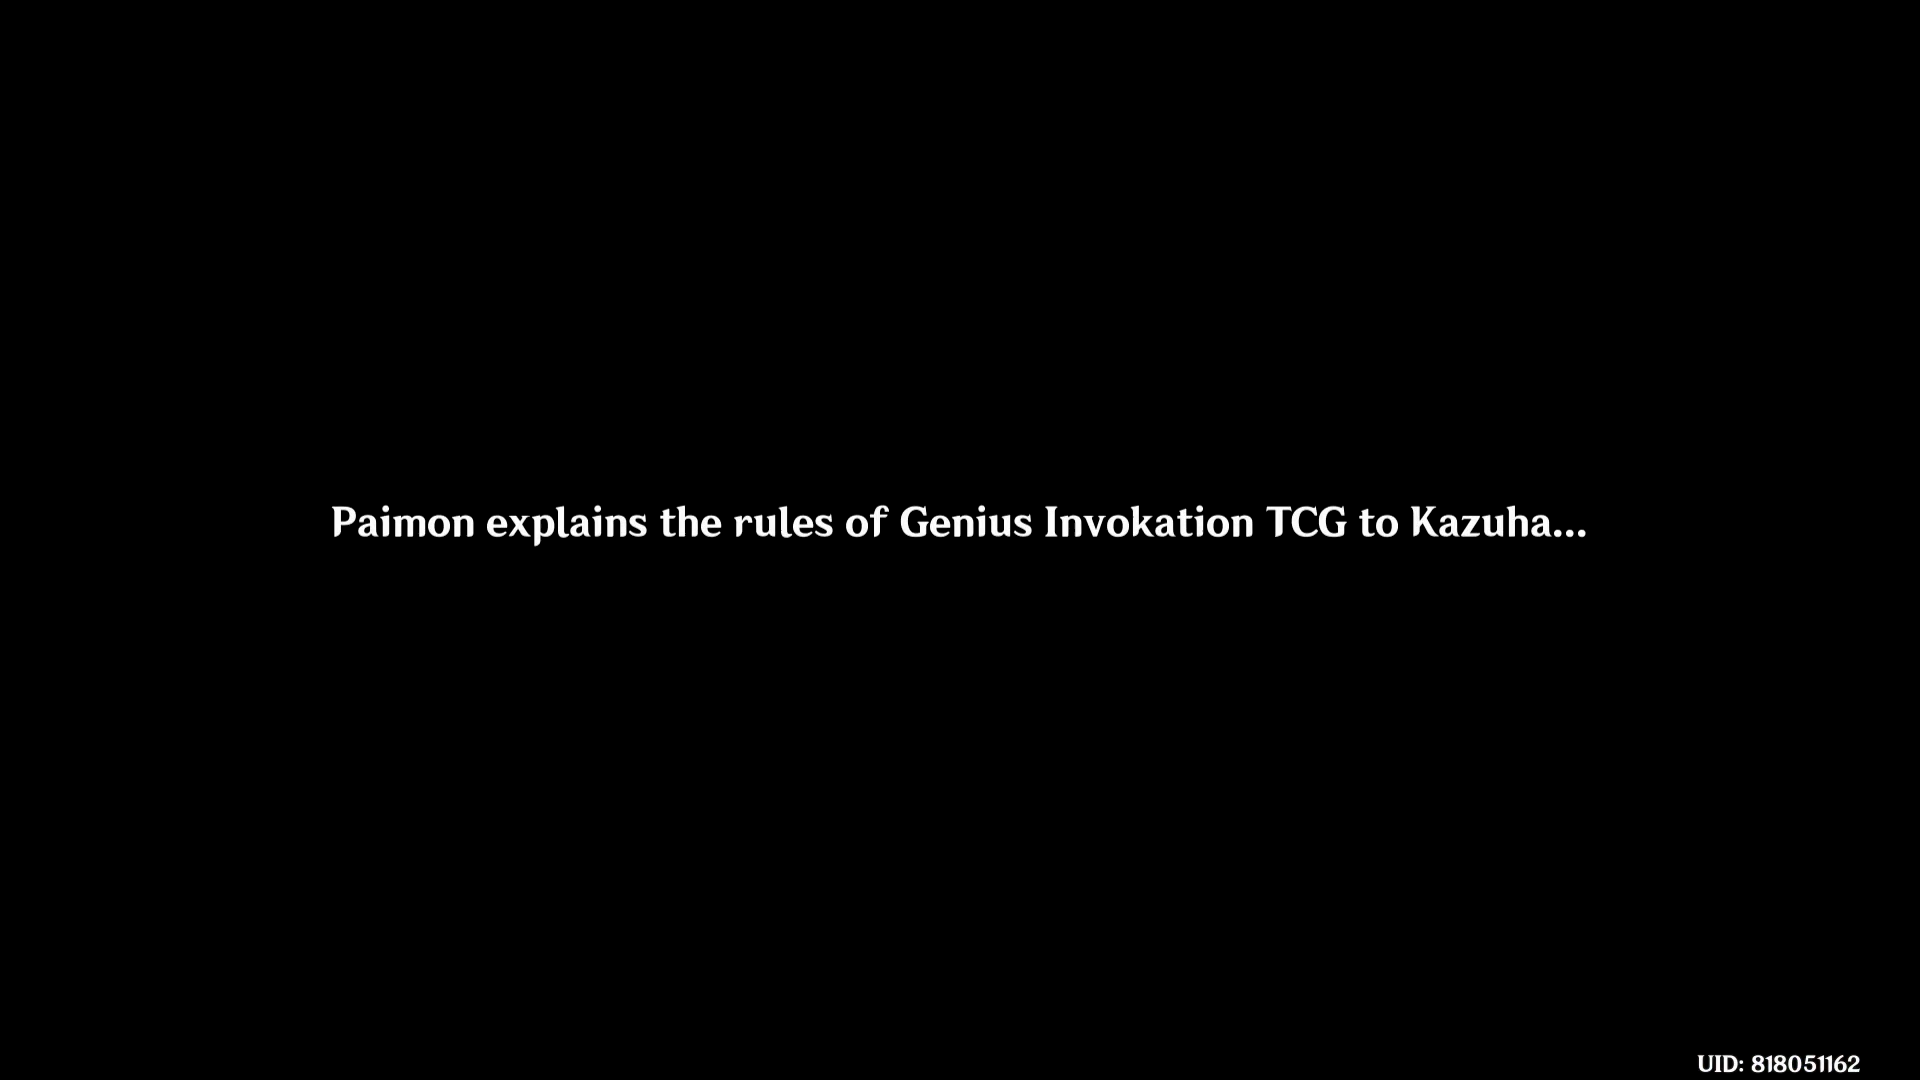 Paimon explains the rules of Genius Invokation TCG to Kazuha...
UID: 818051162